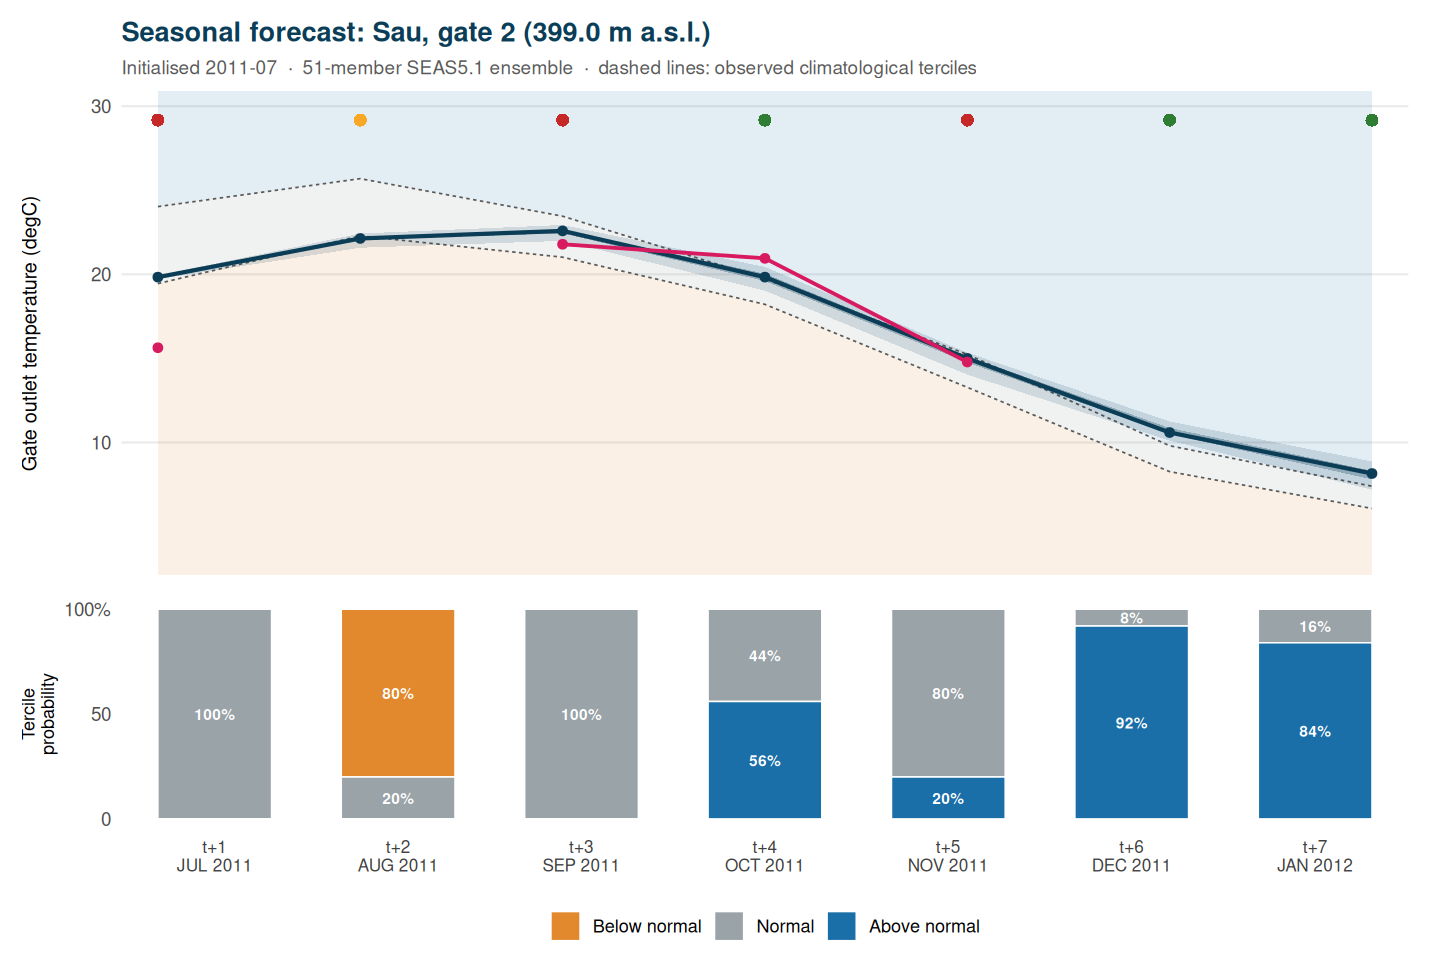 Seasonal forecast: Sau, gate 2 (399.0 m a.s.l.)
Initialised 2011-07 · 51-member SEAS5.1 ensemble · dashed lines: observed climatological terciles
Gate outlet temperature (degC)
30
20
10
Tercile
probability
100%
50
0
100%
80%
20%
100%
44%
56%
80%
20%
8%
92%
16%
84%
t+1
JUL 2011
t+2
AUG 2011
t+3
SEP 2011
t+4
OCT 2011
t+5
NOV 2011
t+6
DEC 2011
t+7
JAN 2012
Below normal
Normal
Above normal